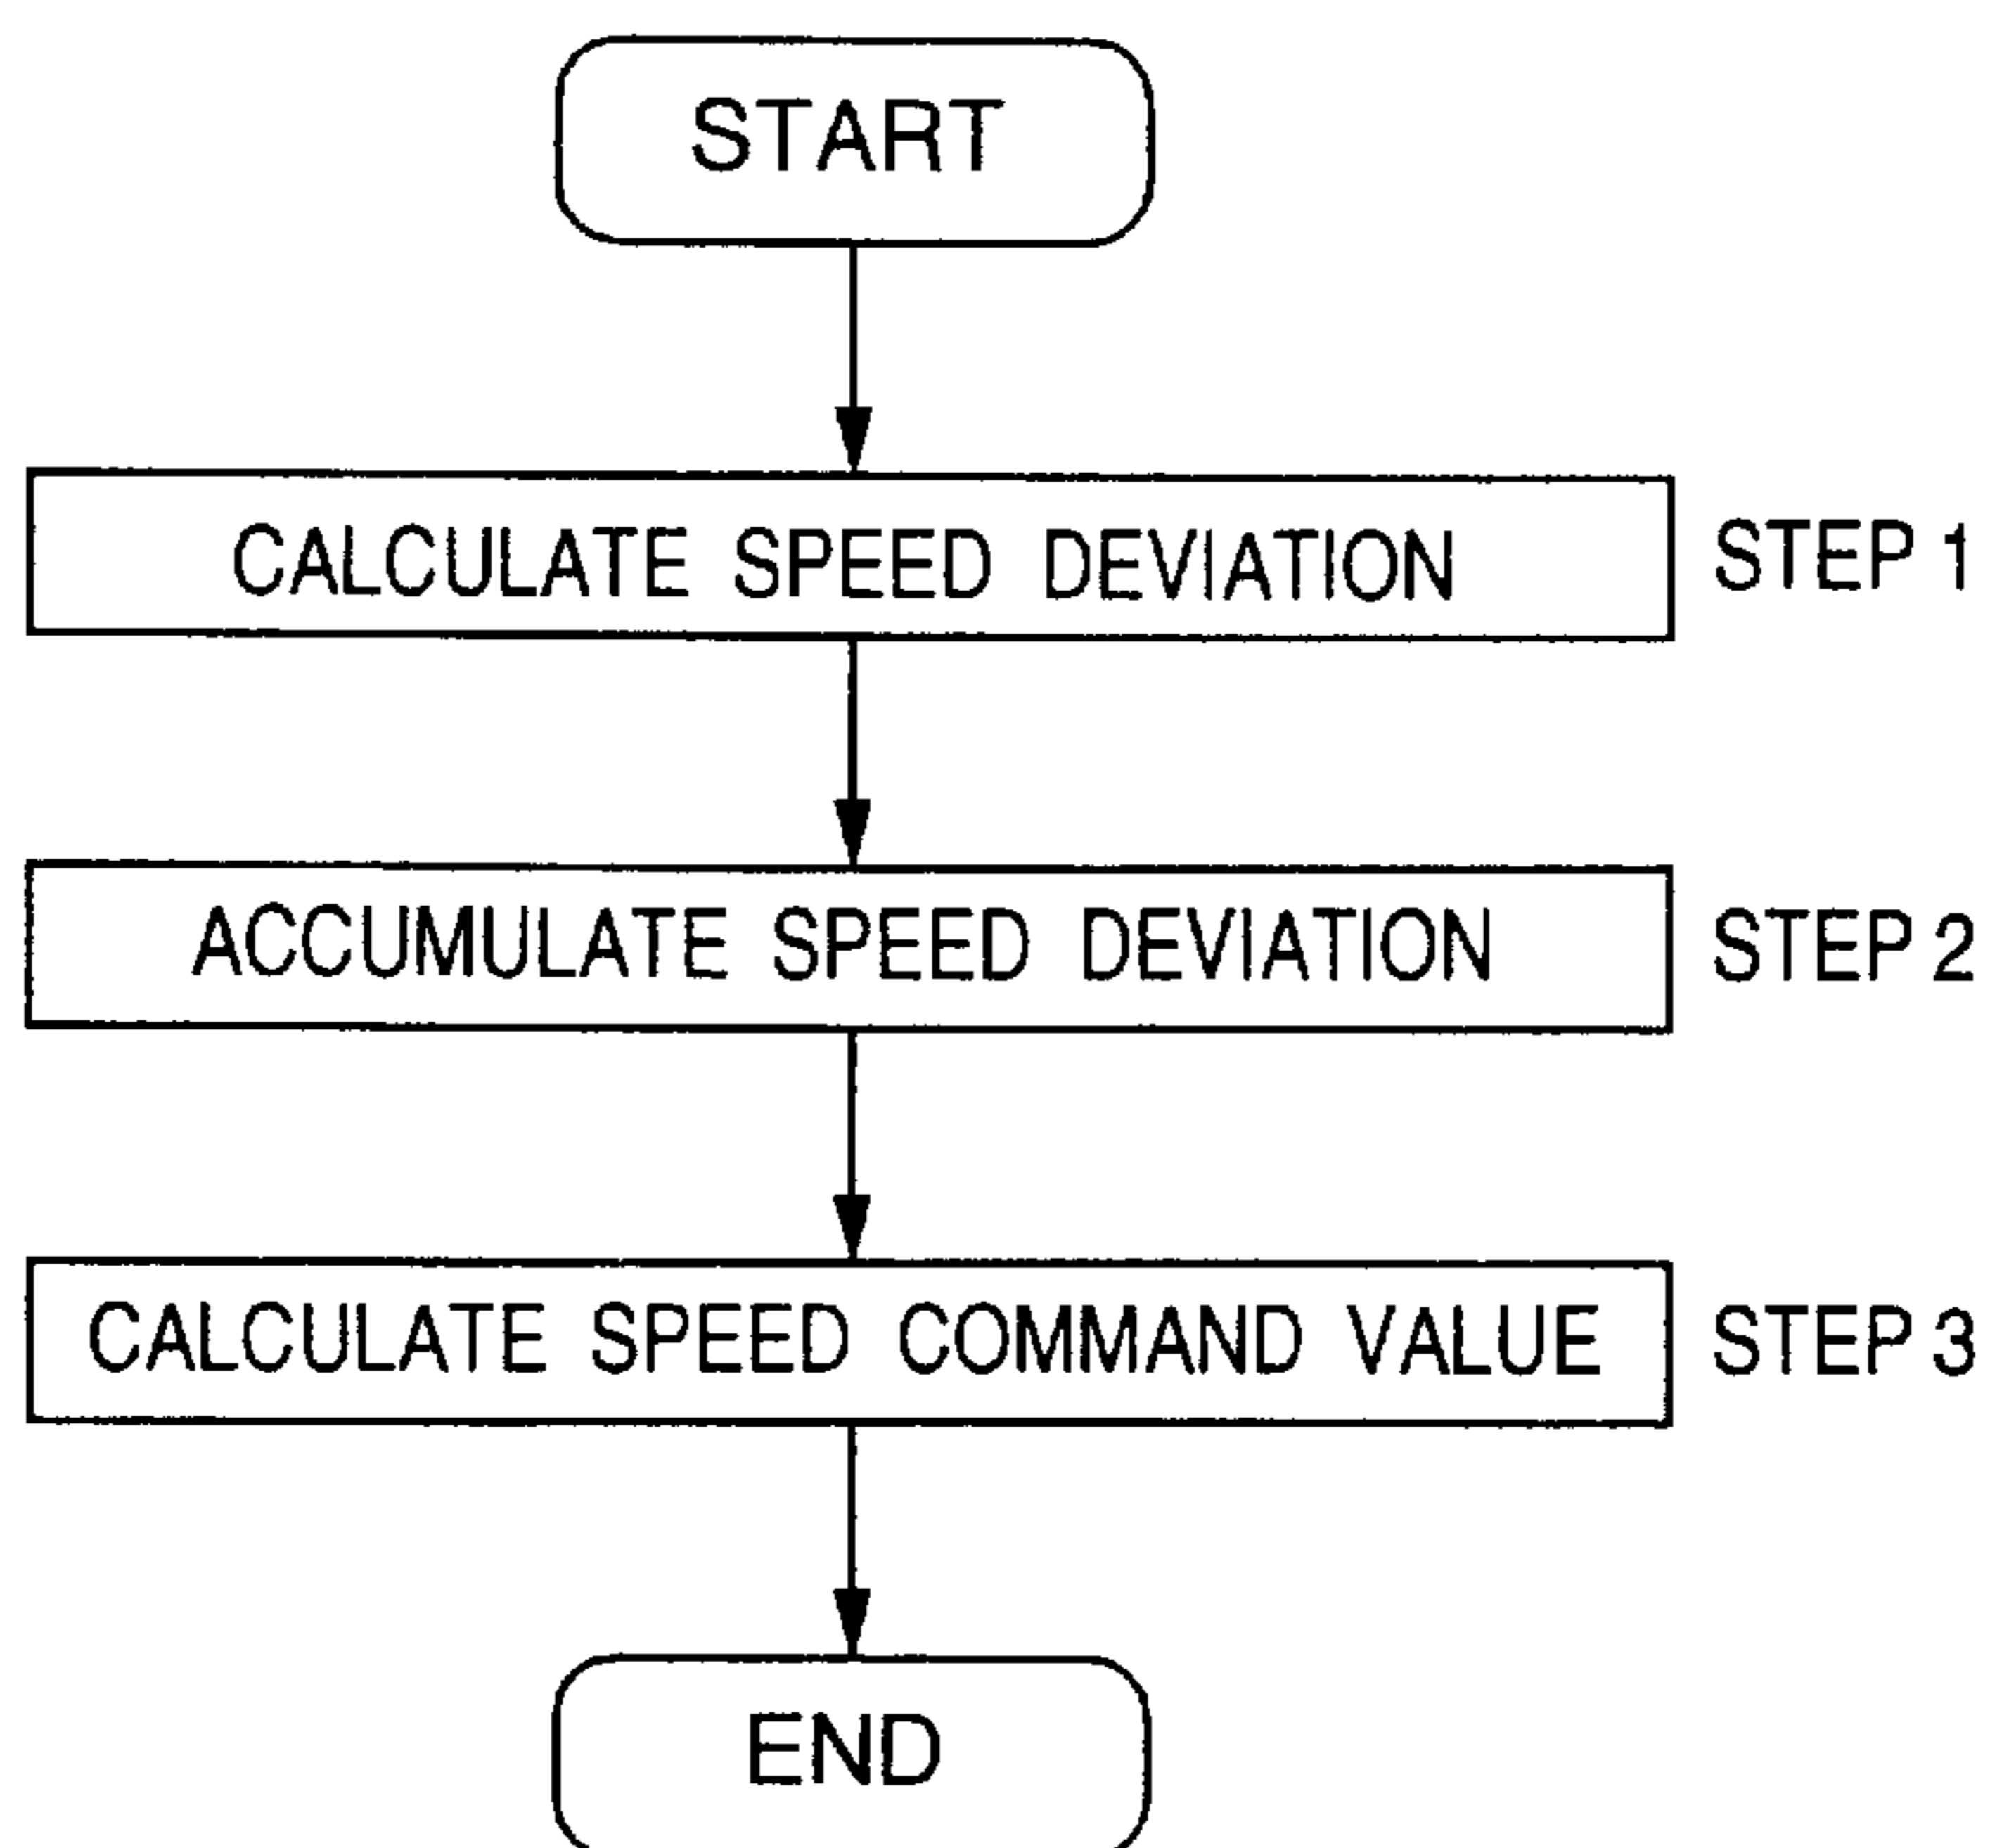 START
CALCULATE SPEED DEVIATION STEP 1
ACCUMULATE SPEED DEVIATION STEP 2
CALCULATE SPEED COMMAND VALUE STEP 3
END